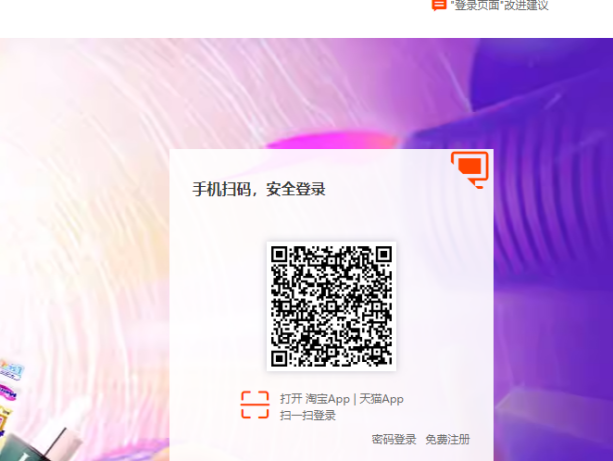 "登录页面"改进建议
手机扫码，安全登录
打开 淘宝App | 天猫App
扫一扫登录
密码登录 免费注册